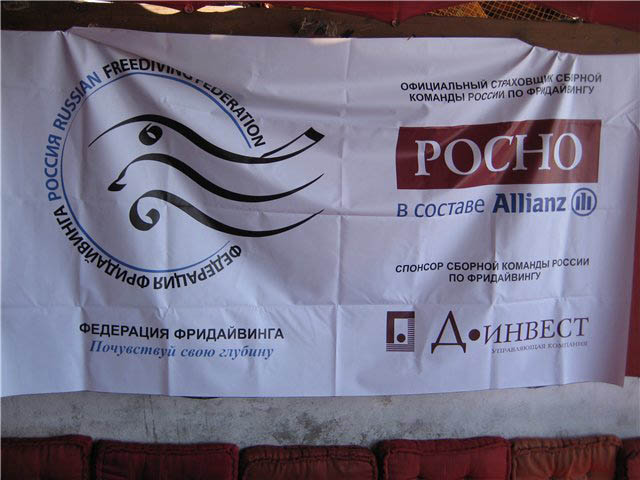 ФЕДЕРАЦИЯ ФРИДАЙВИНГА РОССИЯ RUSSIAN FREEDIVING FEDERATION
ФЕДЕРАЦИЯ ФРИДАЙВИНГА
Почувствуй свою глубину
ОФИЦИАЛЬНЫЙ СТРАХОВЩИК СБОРНОЙ
КОМАНДЫ РОССИИ ПО ФРИДАЙВИНГУ
РОСНО
в составе Allianz
СПОНСОР СБОРНОЙ КОМАНДЫ РОССИИ
ПО ФРИДАЙВИНГУ
Д•ИНВЕСТ
УПРАВЛЯЮЩАЯ КОМПАНИЯ